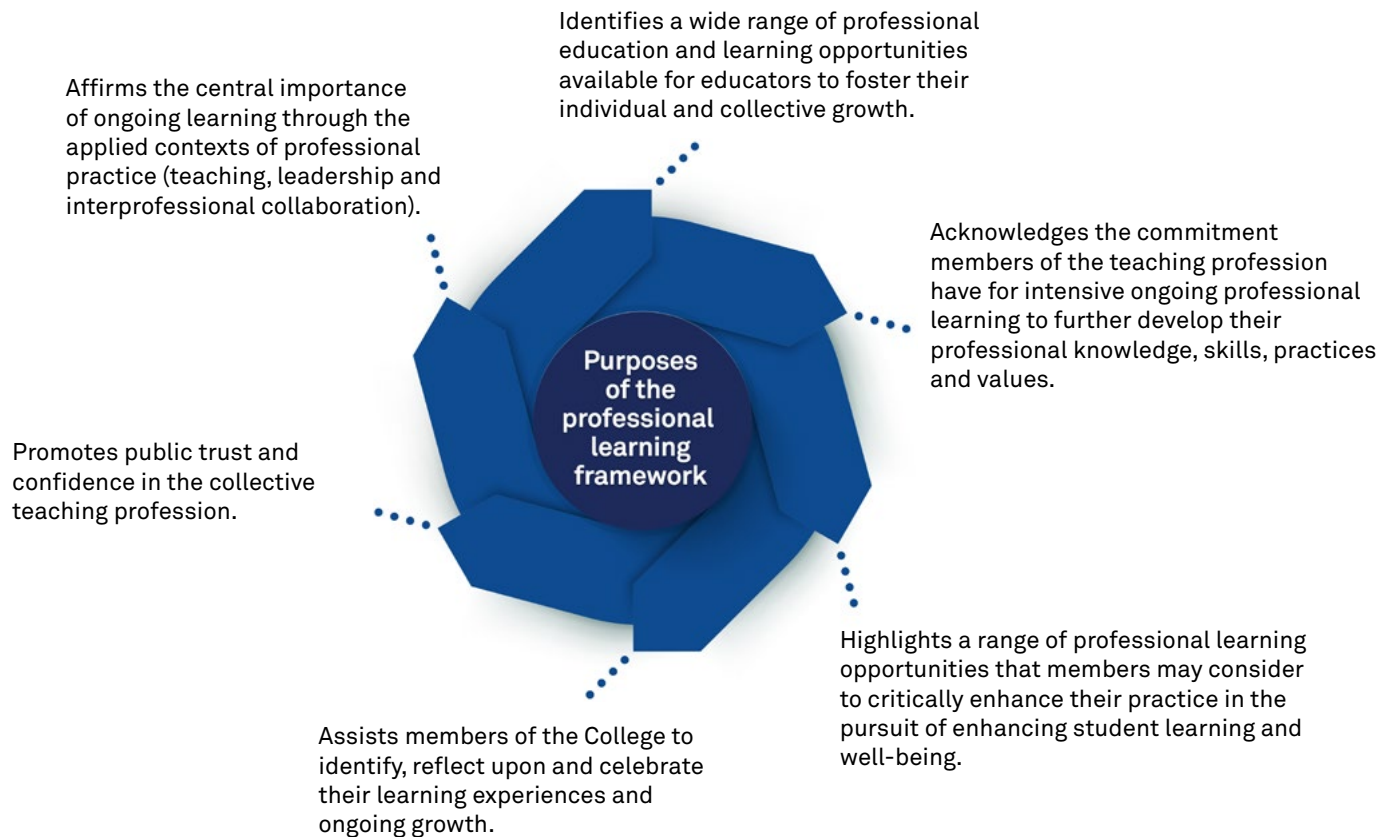 Identifies a wide range of professional
education and learning opportunities
available for educators to foster their
individual and collective growth.
Affirms the central importance
of ongoing learning through the
applied contexts of professional
practice (teaching, leadership and
interprofessional collaboration).
Acknowledges the commitment
members of the teaching profession
have for intensive ongoing professional
learning to further develop their
professional knowledge, skills, practices
and values.
Purposes
of the
professional
learning
framework
Promotes public trust and
confidence in the collective
teaching profession.
Highlights a range of professional learning
opportunities that members may consider
to critically enhance their practice in the
pursuit of enhancing student learning and
well-being.
Assists members of the College to
identify, reflect upon and celebrate
their learning experiences and
ongoing growth.